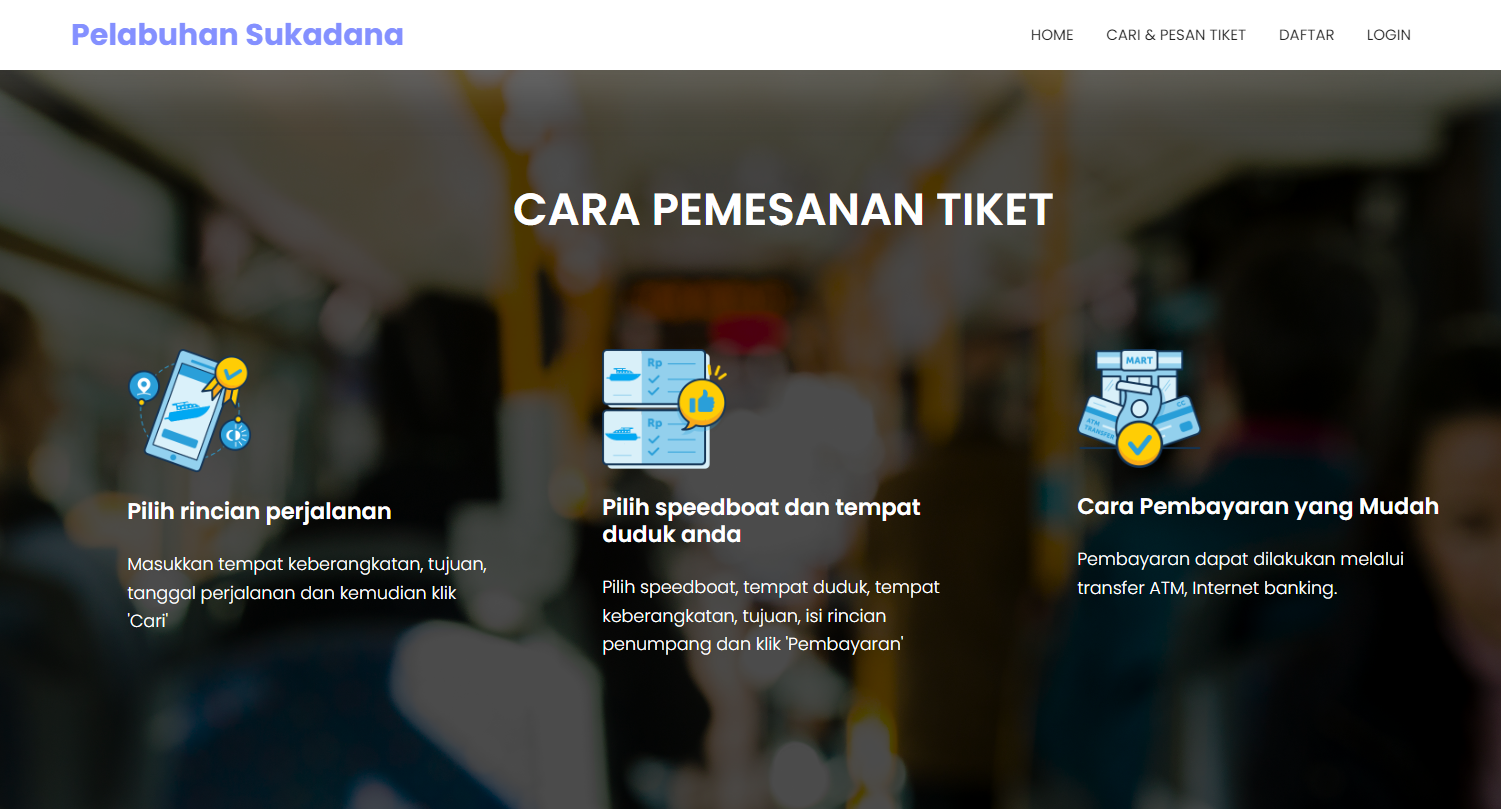 Pelabuhan Sukadana
HOME
CARI & PESAN TIKET
DAFTAR
LOGIN
CARA PEMESANAN TIKET
Rp
Rp
MART
CC
ATM
TRANSFER
Pilih rincian perjalanan
Masukkan tempat keberangkatan, tujuan,
tanggal perjalanan dan kemudian klik
'Cari'
Pilih speedboat dan tempat
duduk anda
Pilih speedboat, tempat duduk, tempat
keberangkatan, tujuan, isi rincian
penumpang dan klik 'Pembayaran'
Cara Pembayaran yang Mudah
Pembayaran dapat dilakukan melalui
transfer ATM, Internet banking.